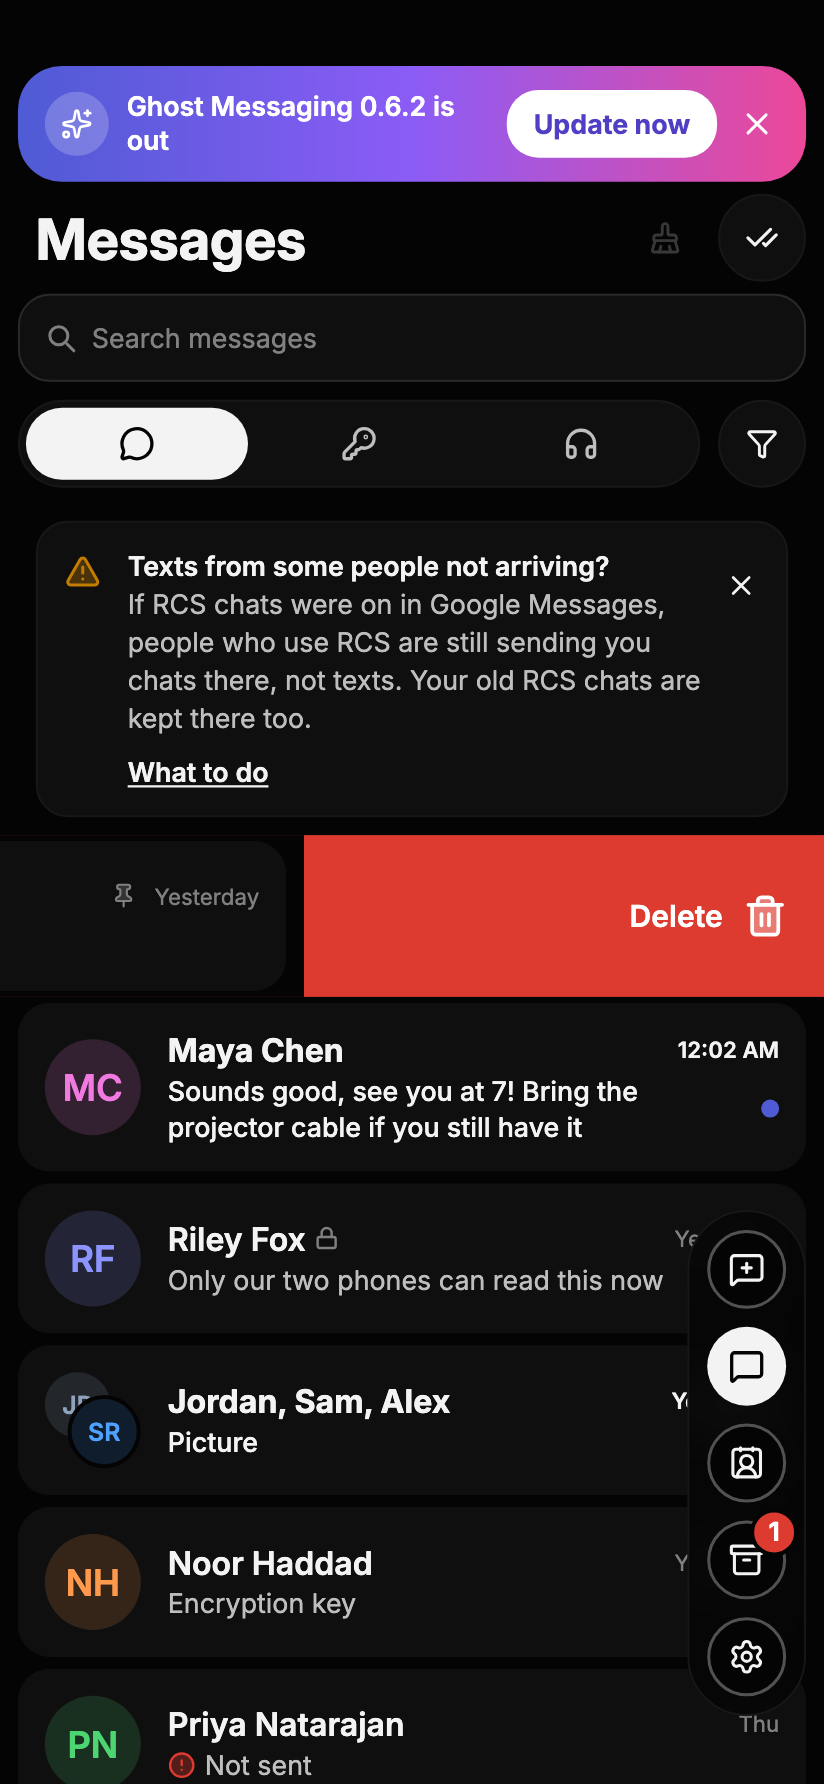 Ghost Messaging 0.6.2 is
out
Update now
Messages
Search messages
Texts from some people not arriving?
If RCS chats were on in Google Messages,
people who use RCS are still sending you
chats there, not texts. Your old RCS chats are
kept there too.
What to do
Yesterday
Delete
MC
Maya Chen
12:02 AM
Sounds good, see you at 7! Bring the
projector cable if you still have it
RF
Riley Fox
Only our two phones can read this now
SR
Jordan, Sam, Alex
Picture
NH
Noor Haddad
Encryption key
1
PN
Priya Natarajan
Thu
Not sent